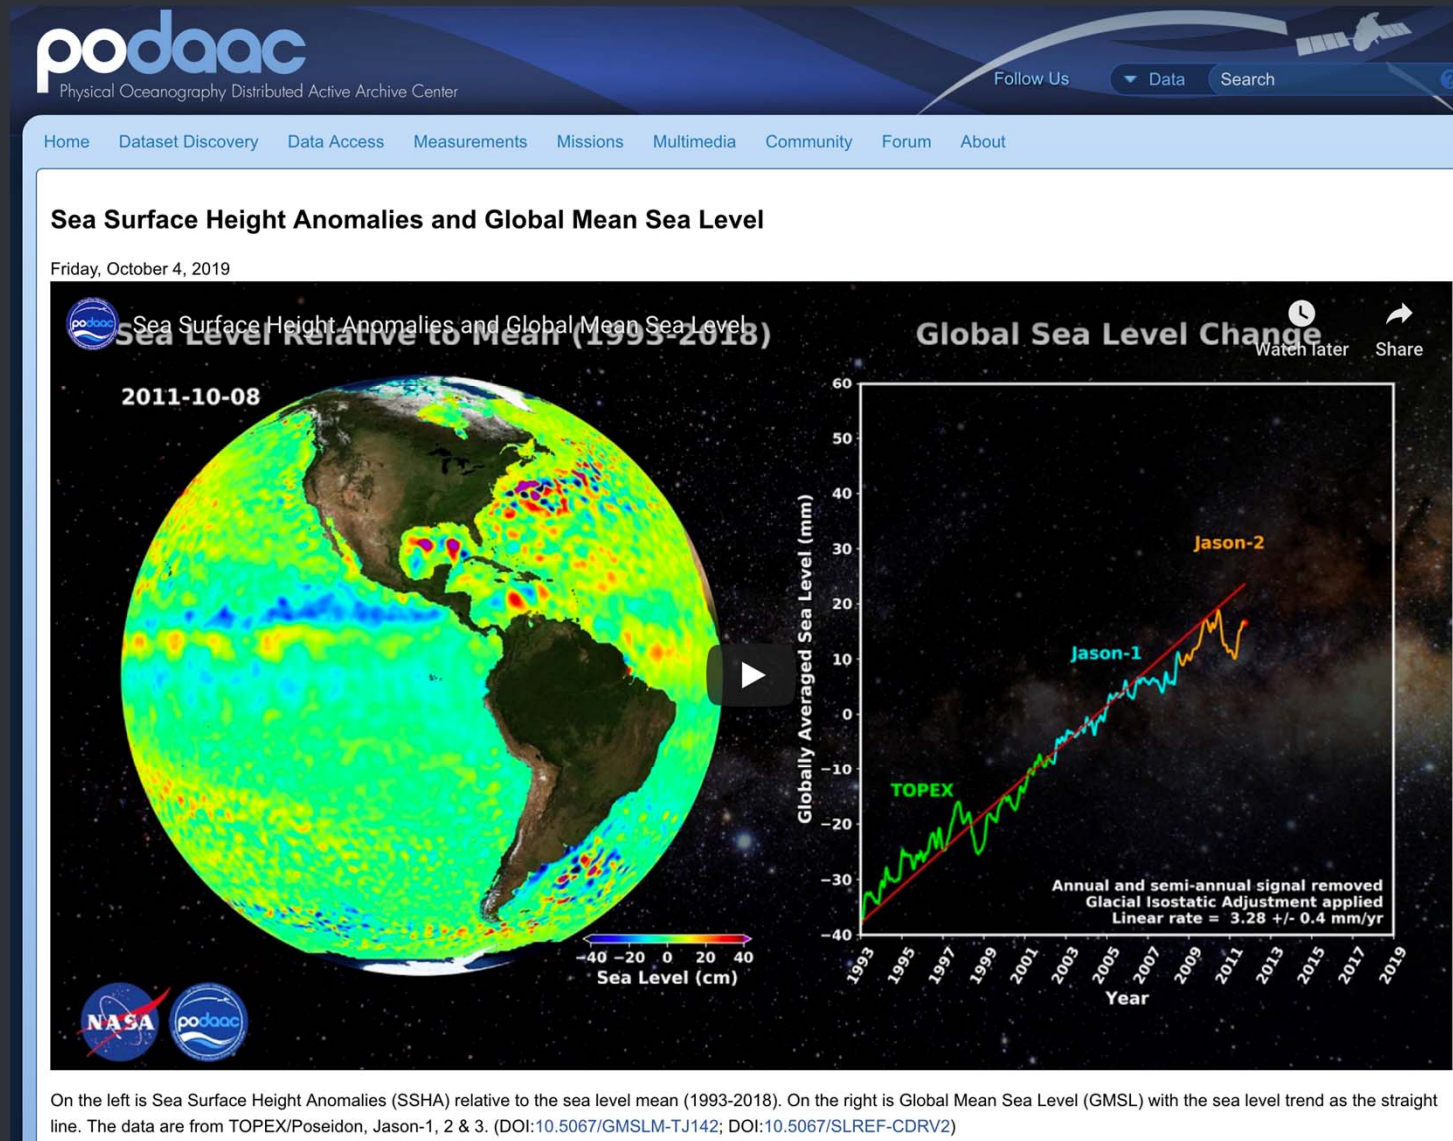 podaac
Physical Oceanography Distributed Active Archive Center
Follow Us
Data
Search
Home
Dataset Discovery
Data Access
Measurements
Missions
Multimedia
Community
Forum
About
Sea Surface Height Anomalies and Global Mean Sea Level
Friday, October 4, 2019
podaac
Sea Surface Height Anomalies and Global Mean Sea Level
Sea Level Relative to Mean (1993-2018)
Global Sea Level Change
Watch later
Share
2011-10-08
60
50
40
30
20
10
0
−10
−20
−30
−40
Globally Averaged Sea Level (mm)
Jason-2
Jason-1
TOPEX
Annual and semi-annual signal removed
Glacial Isostatic Adjustment applied
Linear rate = 3.28 +/- 0.4 mm/yr
1993 1995 1997 1999 2001 2003 2005 2007 2009 2011 2013 2015 2017 2019
Year
−40 −20 0 20 40
Sea Level (cm)
NASA
podaac
On the left is Sea Surface Height Anomalies (SSHA) relative to the sea level mean (1993-2018). On the right is Global Mean Sea Level (GMSL) with the sea level trend as the straight
line. The data are from TOPEX/Poseidon, Jason-1, 2 & 3. (DOI:10.5067/GMSLM-TJ142; DOI:10.5067/SLREF-CDRV2)